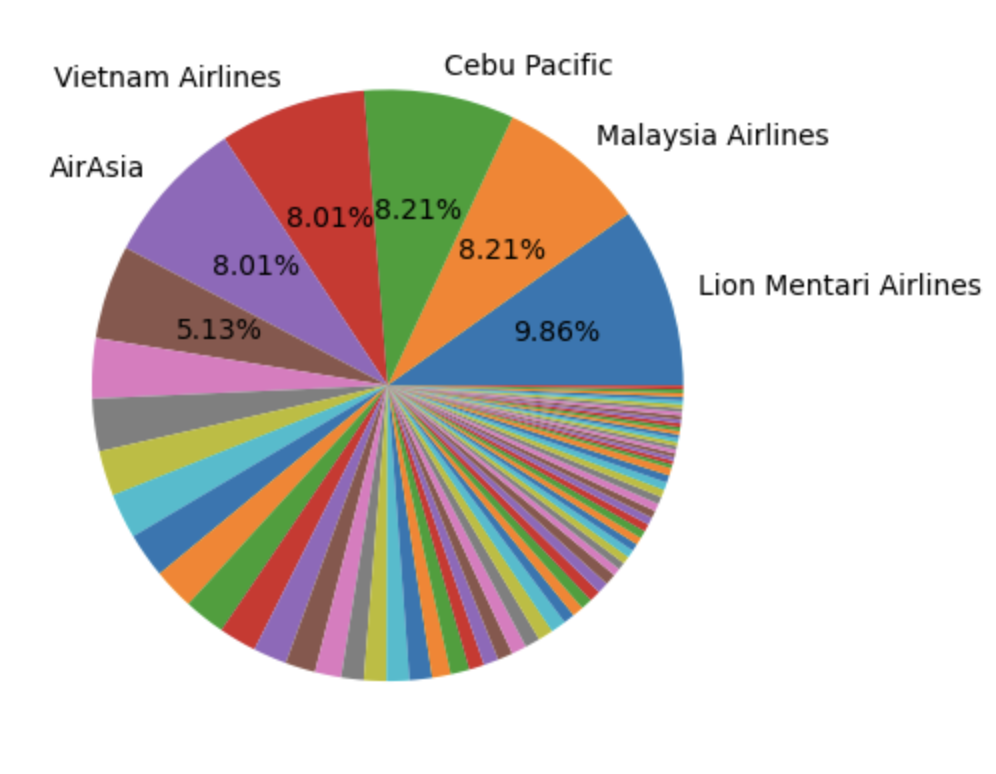 Cebu Pacific
Vietnam Airlines
Malaysia Airlines
AirAsia
8.21%
8.01%
8.21%
8.01%
Lion Mentari Airlines
5.13%
9.86%